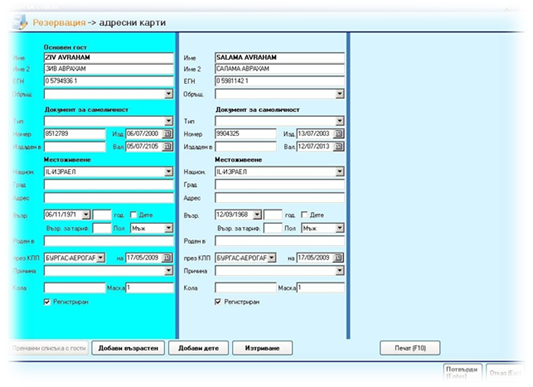 Резервация -> адресни карти
Основен гост
Име ZIV AVRAHAM
Име 2 ЗИВ АВРАХАМ
ЕГН 0 5794936 1
Обръщ.
Документ за самоличност
Тип
Номер 8512789 Изд. 06/07/2000
Издаден в Вал. 05/07/2105
Местоживеене
Национ. IL-ИЗРАЕЛ
Град
Адрес
Възр. 06/11/1971 год. Дете
Възр. за тариф. Пол Мъж
Роден в
през КПП БУРГАС-АЕРОГАР на 17/05/2009
Причина
Кола Маска 1
Регистриран
Име SALAMA AVRAHAM
Име 2 САЛАМА АВРАХАМ
ЕГН 0 5981142 1
Обръщ.
Документ за самоличност
Тип
Номер 9904325 Изд. 13/07/2003
Издаден в Вал. 12/07/2013
Местоживеене
Национ. IL-ИЗРАЕЛ
Град
Адрес
Възр. 12/09/1968 год. Дете
Възр. за тариф. Пол Мъж
Роден в
през КПП БУРГАС-АЕРОГАР на 17/05/2009
Причина
Кола Маска 1
Регистриран
Премахни списъка с гости Добави възрастен Добави дете Изтриване Печат (F10)
Потвърди Отказ
(Enter)